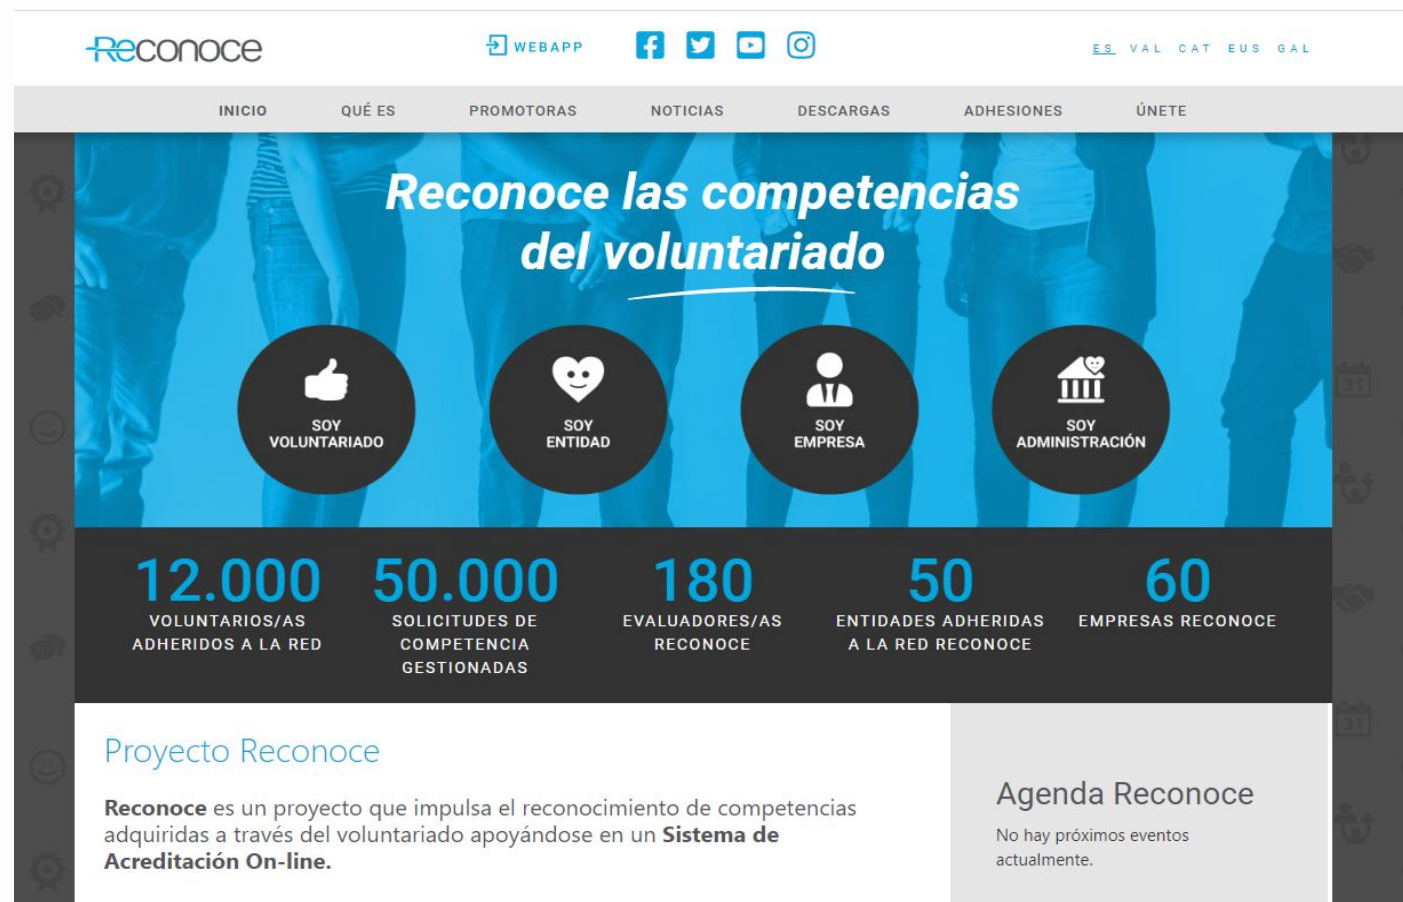 Reconoce
WEBAPP
ES VAL CAT EUS GAL
INICIO QUÉ ES PROMOTORAS NOTICIAS DESCARGAS ADHESIONES ÚNETE
Reconoce las competencias
del voluntariado
SOY
VOLUNTARIADO
SOY
ENTIDAD
SOY
EMPRESA
SOY
ADMINISTRACIÓN
12.000
VOLUNTARIOS/AS
ADHERIDOS A LA RED
50.000
SOLICITUDES DE
COMPETENCIA
GESTIONADAS
180
EVALUADORES/AS
RECONOCE
50
ENTIDADES ADHERIDAS
A LA RED RECONOCE
60
EMPRESAS RECONOCE
Proyecto Reconoce
Reconoce es un proyecto que impulsa el reconocimiento de competencias
adquiridas a través del voluntariado apoyándose en un Sistema de
Acreditación On-line.
Agenda Reconoce
No hay próximos eventos
actualmente.
31
31